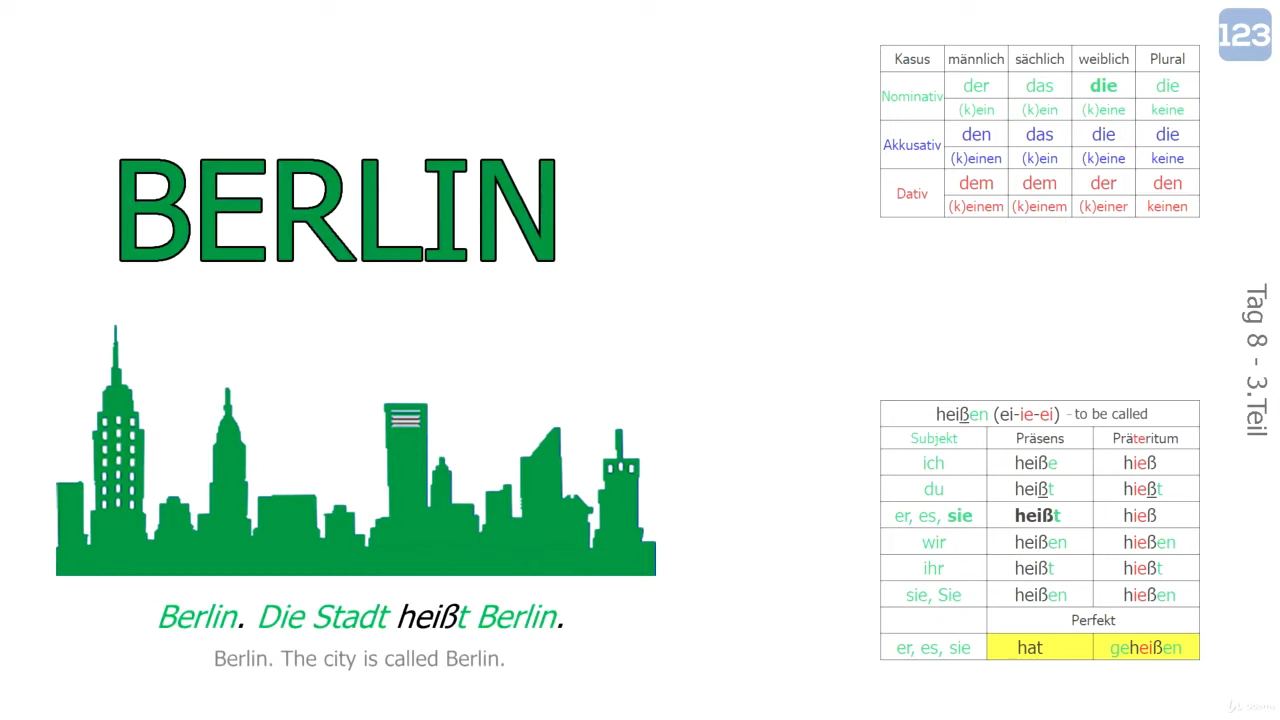 123
BERLIN
Berlin. Die Stadt heißt Berlin.
Berlin. The city is called Berlin.
Kasus männlich sächlich weiblich Plural
Nominativ der das die die
(k)ein (k)ein (k)eine keine
Akkusativ den das die die
(k)einen (k)ein (k)eine keine
Dativ dem dem der den
(k)einem (k)einem (k)einer keinen
Tag 8 - 3.Teil
heißen (ei-ie-ei) - to be called
Subjekt Präsens Präteritum
ich heiße hieß
du heißt hießt
er, es, sie heißt hieß
wir heißen hießen
ihr heißt hießt
sie, Sie heißen hießen
Perfekt
er, es, sie hat geheißen